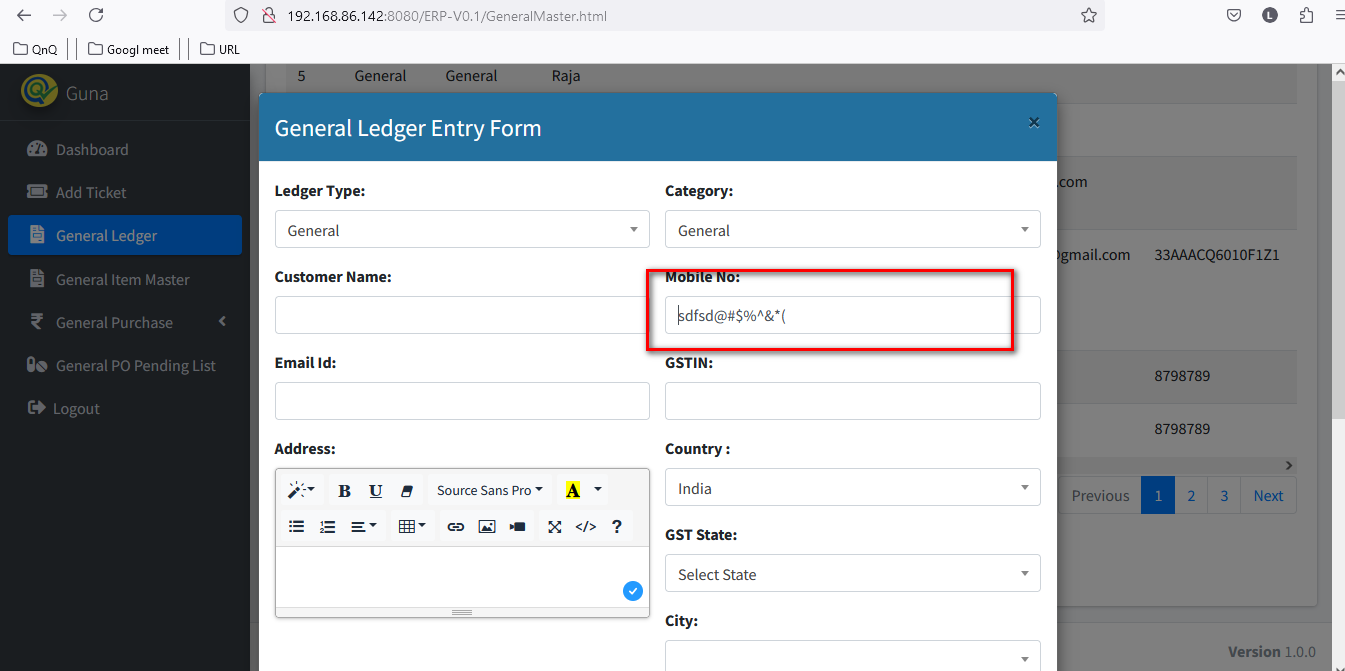 192.168.86.142:8080/ERP-V0.1/GeneralMaster.html
L
QnQ
Googl meet
URL
Guna
Dashboard
Add Ticket
General Ledger
General Item Master
General Purchase
General PO Pending List
Logout
5 General General Raja
General Ledger Entry Form
×
Ledger Type: Category:
General General
Customer Name: Mobile No:
sdfsd@#$%^&*(
Email Id: GSTIN:
Address: Country :
B U Source Sans Pro A
India
</> ?
GST State:
Select State
City:
.com
@gmail.com 33AAACQ6010F1Z1
8798789
8798789
Previous 1 2 3 Next
Version 1.0.0